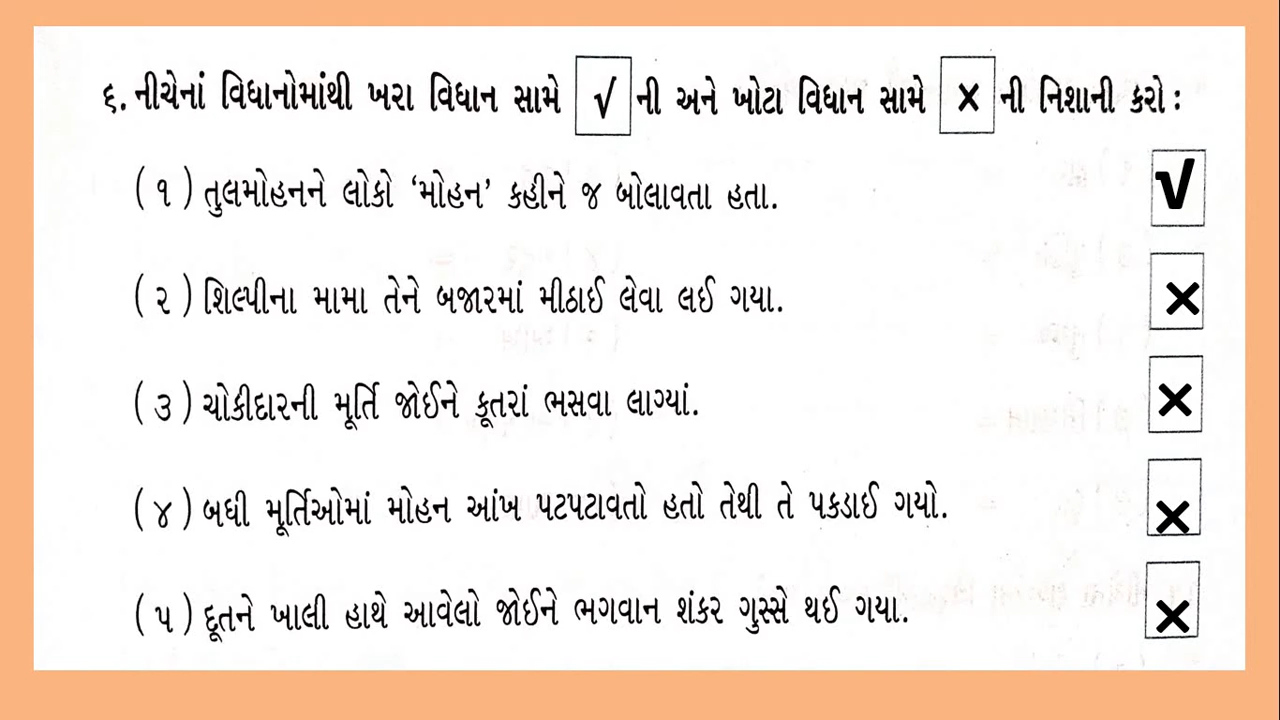 ૬. નીચેનાં વિધાનોમાંથી ખરા વિધાન સામે √ ની અને ખોટા વિધાન સામે × ની નિશાની કરો :
( ૧ ) તુલમોહનને લોકો ‘મોહન’ કહીને જ બોલાવતા હતા. √
( ૨ ) શિલ્પીના મામા તેને બજારમાં મીઠાઈ લેવા લઈ ગયા. ×
( ૩ ) ચોકીદારની મૂર્તિ જોઈને કૂતરાં ભસવા લાગ્યાં. ×
( ૪ ) બધી મૂર્તિઓમાં મોહન આંખ પટપટાવતો હતો તેથી તે પકડાઈ ગયો. ×
( ૫ ) દૂતને ખાલી હાથે આવેલો જોઈને ભગવાન શંકર ગુસ્સે થઈ ગયા. ×